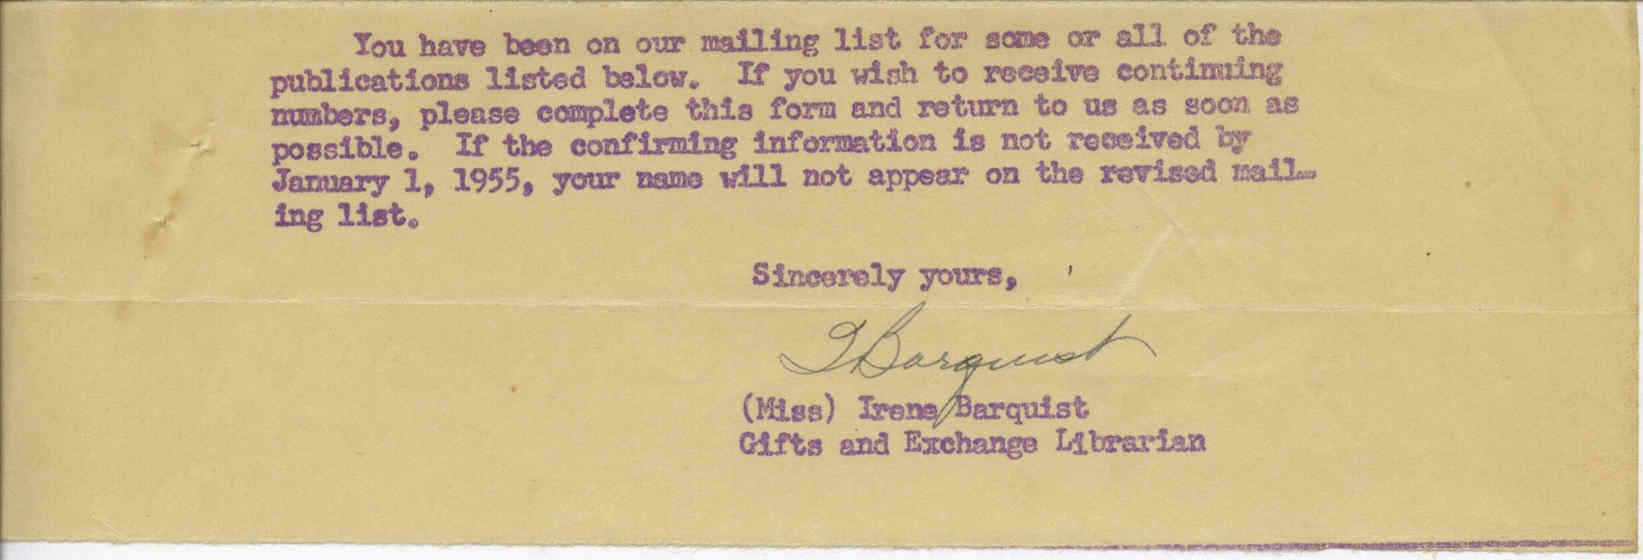 You have been on our mailing list for some or all of the
publications listed below. If you wish to receive continuing
numbers, please complete this form and return to us as soon as
possible. If the confirming information is not received by
January 1, 1955, your name will not appear on the revised mail-
ing list.
Sincerely yours,
I Barquist
(Miss) Irene Barquist
Gifts and Exchange Librarian